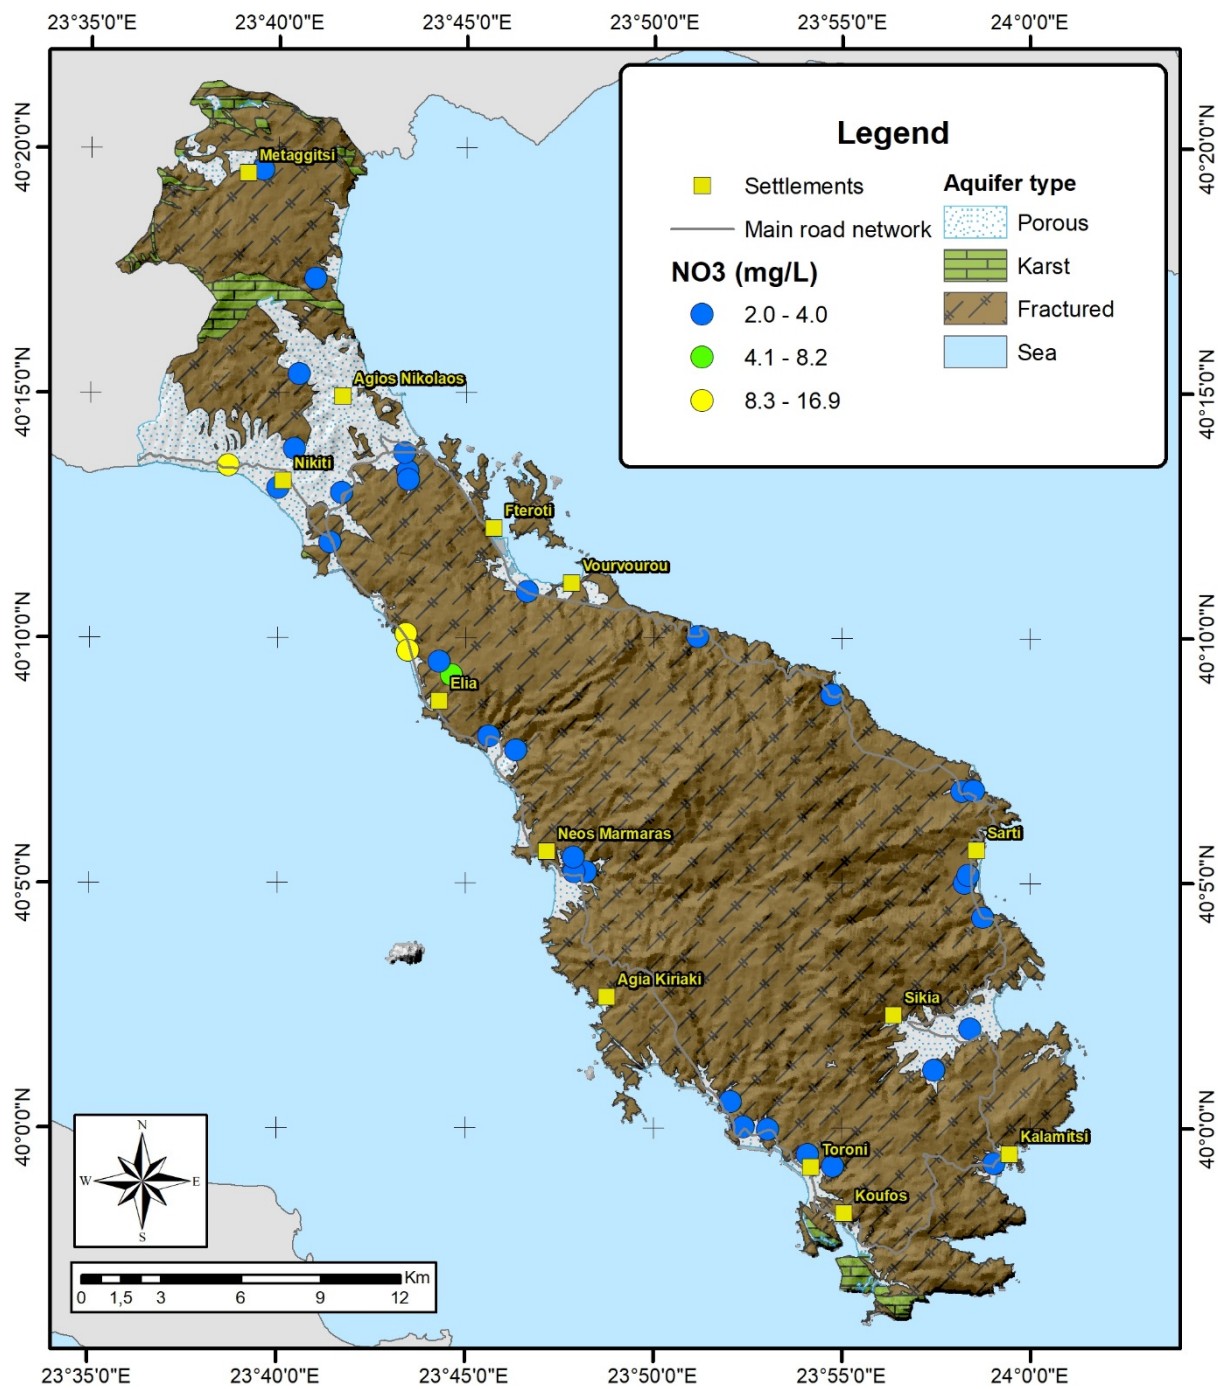 23°35'0"E 23°40'0"E 23°45'0"E 23°50'0"E 23°55'0"E 24°0'0"E
40°20'0"N 40°20'0"N
Legend
Settlements
Main road network
NO3 (mg/L)
2.0 - 4.0
4.1 - 8.2
8.3 - 16.9
Aquifer type
Porous
Karst
Fractured
Sea
Metaggitsi
40°15'0"N 40°15'0"N
Agios Nikolaos
Nikiti
Fteroti
Vourvourou
40°10'0"N 40°10'0"N
Elia
Neos Marmaras
Sarti
40°5'0"N 40°5'0"N
Agia Kiriaki
Sikia
40°0'0"N 40°0'0"N
Kalamitsi
Toroni
Koufos
N
W E
S
Km
0 1,5 3 6 9 12
23°35'0"E 23°40'0"E 23°45'0"E 23°50'0"E 23°55'0"E 24°0'0"E